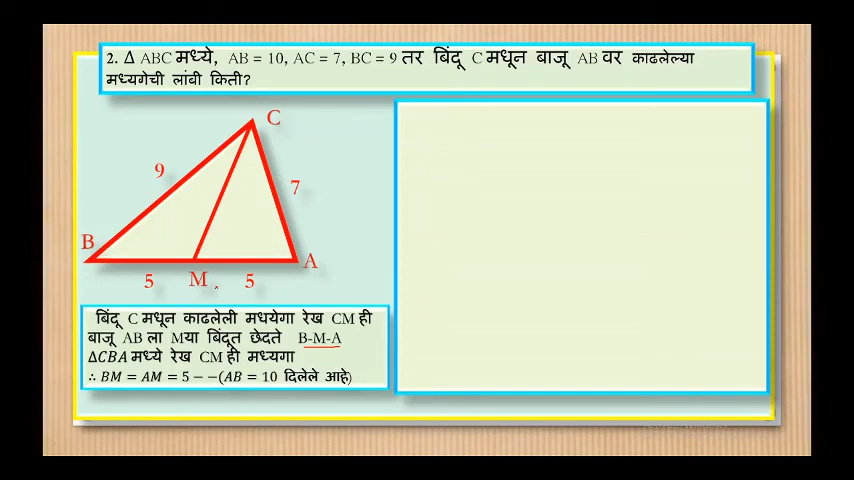 2. Δ ABC मध्ये, AB = 10, AC = 7, BC = 9 तर बिंदू C मधून बाजू AB वर काढलेल्या
मध्यगेची लांबी किती?
C
9
7
B
A
5 M 5
बिंदू C मधून काढलेली मधयेगा रेख CM ही
बाजू AB ला Mया बिंदूत छेदते B-M-A
ΔCBA मध्ये रेख CM ही मध्यगा
∴ BM = AM = 5 − −(AB = 10 दिलेले आहे)